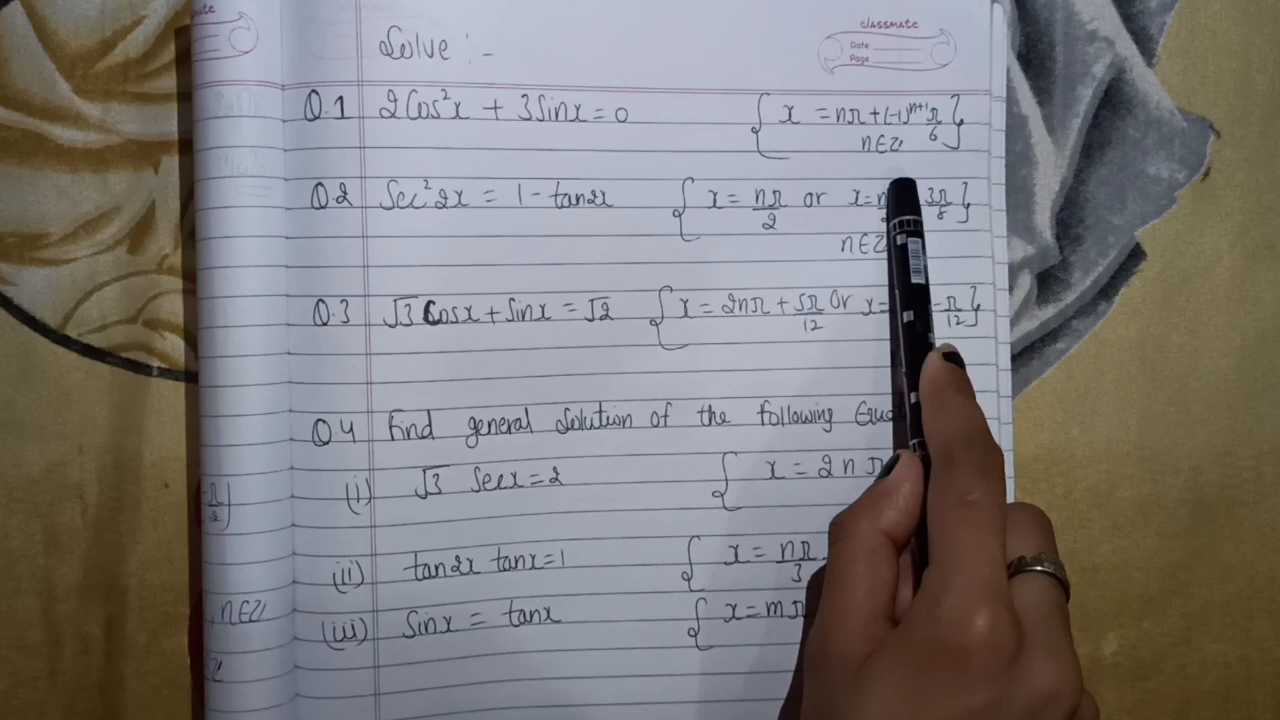 classmate
Date
Page
Solve :-
Q.1 2Cos²x + 3Sinx = 0 { x = nπ + (-1)ⁿ⁺¹ π/6 }
n∈Z
Q.2 Sec²2x = 1 - tan2x { x = nπ/2 or x = n 3π/8 }
n∈Z
Q.3 √3 Cosx + Sinx = √2 { x = 2nπ + 5π/12 Or x = -π/12 }
Q4 Find general Solution of the following
(i) √3 Secx = 2 { x = 2nπ
(ii) tan2x tanx = 1 { x = nπ/3
(iii) Sinx = tanx { x = mπ
π/2)
, n∈Z